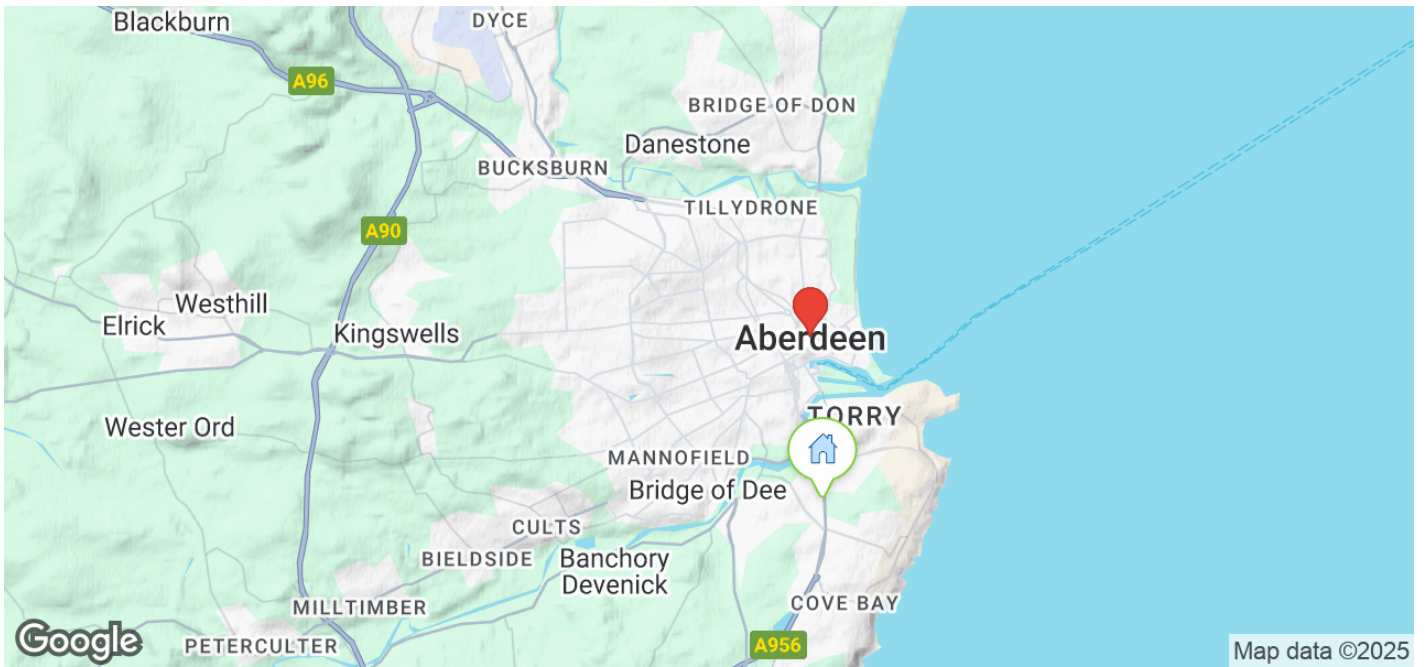 Blackburn
DYCE
A96
BRIDGE OF DON
Danestone
BUCKSBURN
TILLYDRONE
A90
Westhill
Elrick
Kingswells
Aberdeen
TORRY
Wester Ord
MANNOFIELD
Bridge of Dee
CULTS
BIELDSIDE
Banchory
Devenick
MILLTIMBER
COVE BAY
PETERCULTER
A956
Google
Map data ©2025